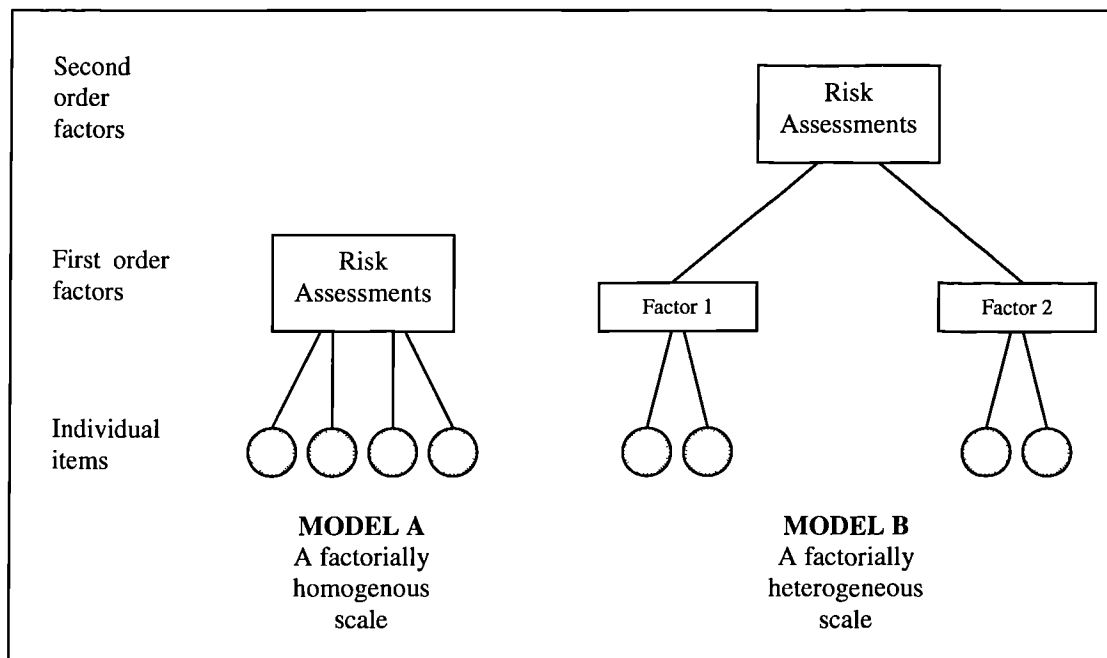 Second
order
factors
Risk
Assessments
First order
factors
Risk
Assessments
Factor 1
Factor 2
Individual
items
MODEL A
A factorially
homogenous
scale
MODEL B
A factorially
heterogeneous
scale